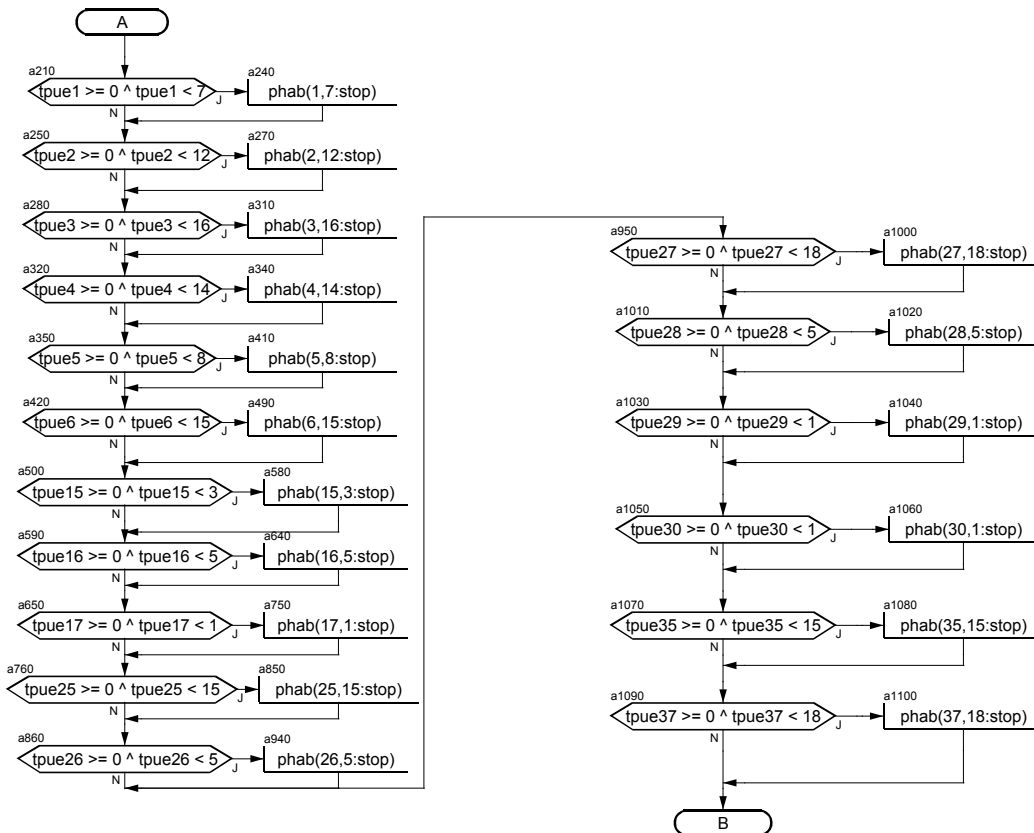 A
a210
tpue1 >= 0 ^ tpue1 < 7
J
N
a240
phab(1,7:stop)
a250
tpue2 >= 0 ^ tpue2 < 12
J
N
a270
phab(2,12:stop)
a280
tpue3 >= 0 ^ tpue3 < 16
J
N
a310
phab(3,16:stop)
a320
tpue4 >= 0 ^ tpue4 < 14
J
N
a340
phab(4,14:stop)
a350
tpue5 >= 0 ^ tpue5 < 8
J
N
a410
phab(5,8:stop)
a420
tpue6 >= 0 ^ tpue6 < 15
J
N
a490
phab(6,15:stop)
a500
tpue15 >= 0 ^ tpue15 < 3
J
N
a580
phab(15,3:stop)
a590
tpue16 >= 0 ^ tpue16 < 5
J
N
a640
phab(16,5:stop)
a650
tpue17 >= 0 ^ tpue17 < 1
J
N
a750
phab(17,1:stop)
a760
tpue25 >= 0 ^ tpue25 < 15
J
N
a850
phab(25,15:stop)
a860
tpue26 >= 0 ^ tpue26 < 5
J
N
a940
phab(26,5:stop)
a950
tpue27 >= 0 ^ tpue27 < 18
J
N
a1000
phab(27,18:stop)
a1010
tpue28 >= 0 ^ tpue28 < 5
J
N
a1020
phab(28,5:stop)
a1030
tpue29 >= 0 ^ tpue29 < 1
J
N
a1040
phab(29,1:stop)
a1050
tpue30 >= 0 ^ tpue30 < 1
J
N
a1060
phab(30,1:stop)
a1070
tpue35 >= 0 ^ tpue35 < 15
J
N
a1080
phab(35,15:stop)
a1090
tpue37 >= 0 ^ tpue37 < 18
J
N
a1100
phab(37,18:stop)
B